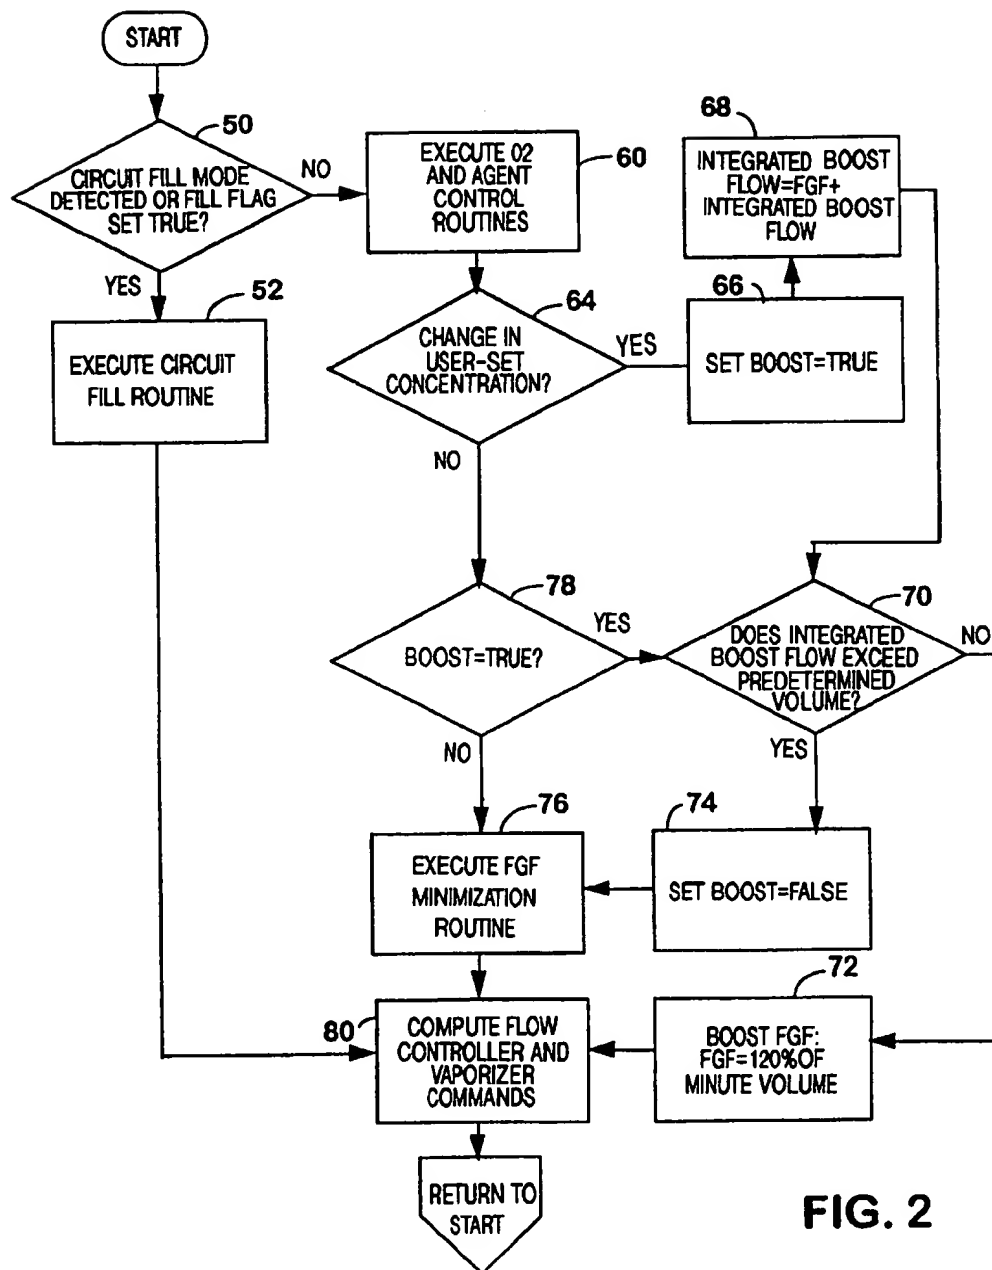 START
50
CIRCUIT FILL MODE
DETECTED OR FILL FLAG
SET TRUE?
NO
YES
52
EXECUTE CIRCUIT
FILL ROUTINE
60
EXECUTE 02
AND AGENT
CONTROL
ROUTINES
64
CHANGE IN
USER-SET
CONCENTRATION?
YES
NO
66
SET BOOST=TRUE
68
INTEGRATED BOOST
FLOW=FGF+
INTEGRATED BOOST
FLOW
78
BOOST=TRUE?
YES
NO
70
DOES INTEGRATED
BOOST FLOW EXCEED
PREDETERMINED
VOLUME?
NO
YES
74
SET BOOST=FALSE
76
EXECUTE FGF
MINIMIZATION
ROUTINE
72
BOOST FGF:
FGF=120%OF
MINUTE VOLUME
80
COMPUTE FLOW
CONTROLLER AND
VAPORIZER
COMMANDS
RETURN TO
START
FIG. 2